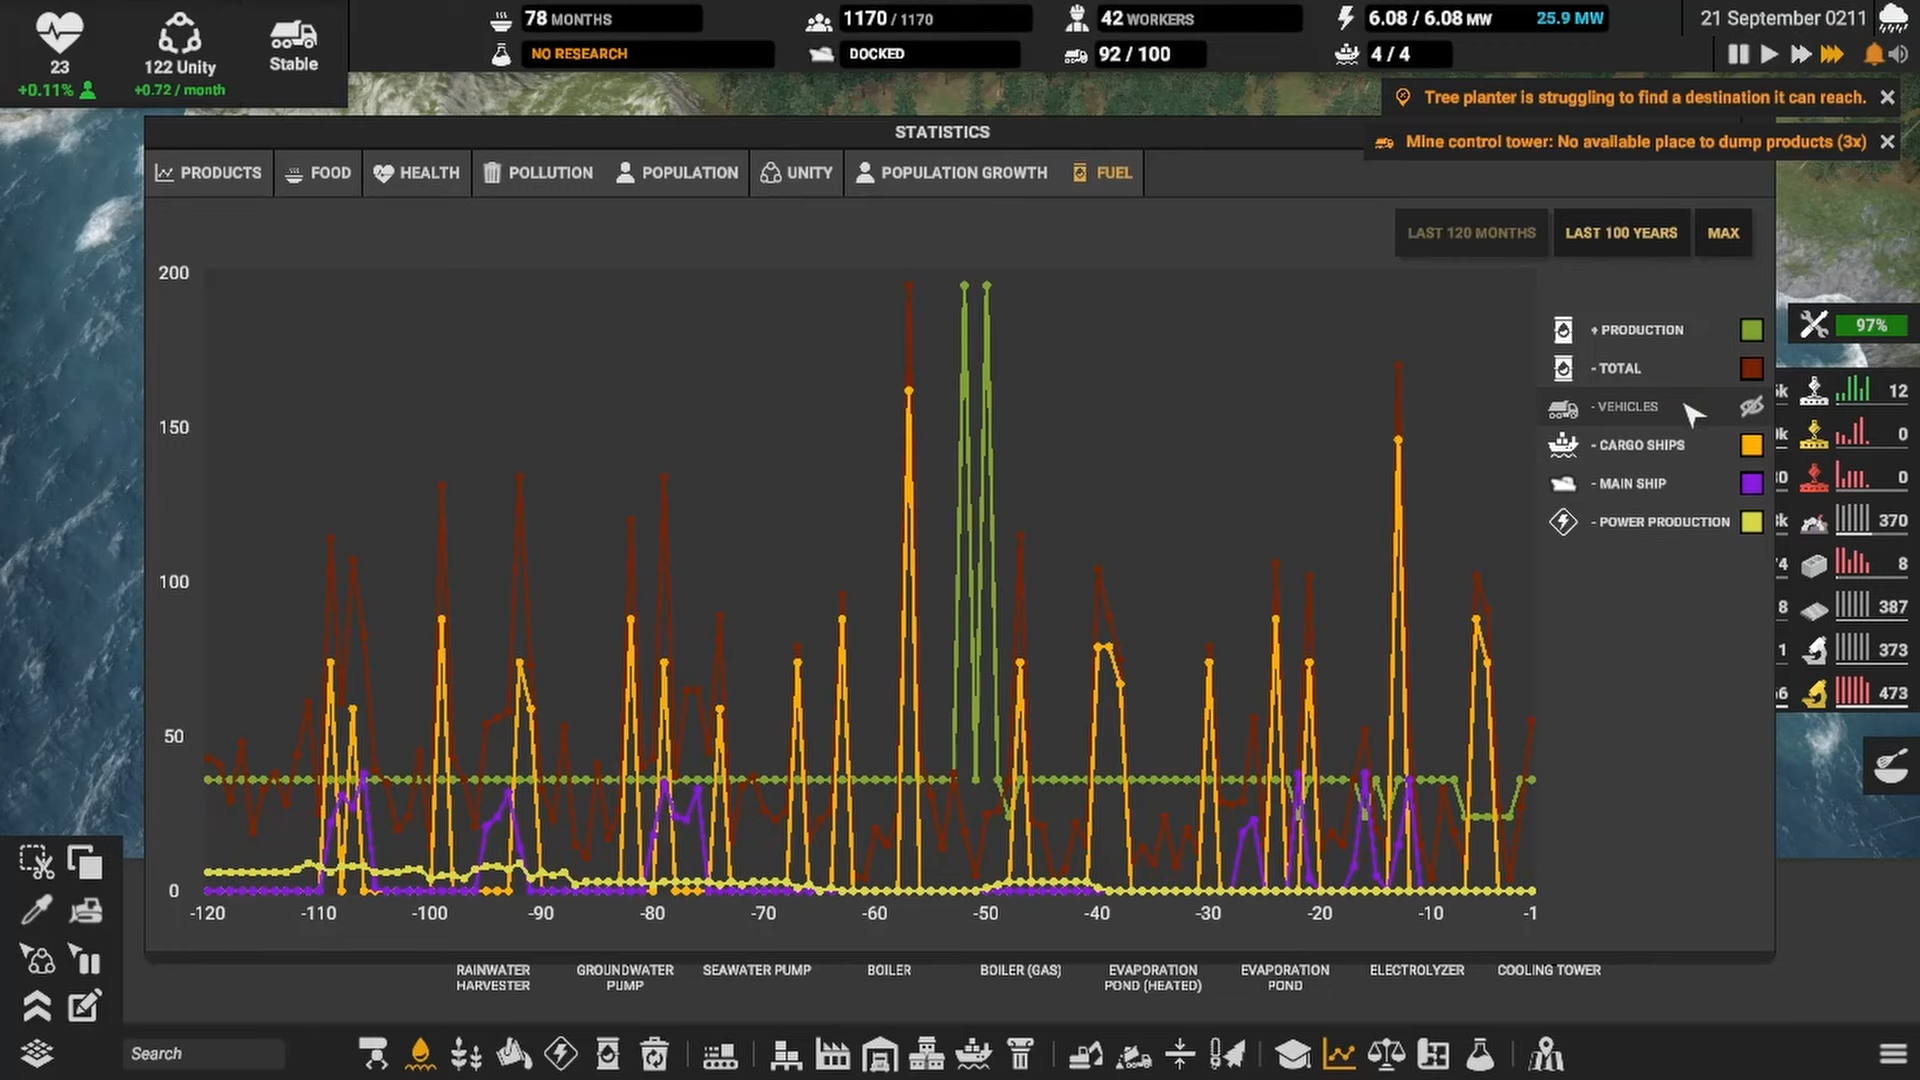 23
+0.11%
122 Unity
+0.72 / month
Stable
78 MONTHS
NO RESEARCH
1170 / 1170
DOCKED
42 WORKERS
92 / 100
6.08 / 6.08 MW
25.9 MW
4 / 4
21 September 0211
Tree planter is struggling to find a destination it can reach.
Mine control tower: No available place to dump products (3x)
STATISTICS
PRODUCTS
FOOD
HEALTH
POLLUTION
POPULATION
UNITY
POPULATION GROWTH
FUEL
LAST 120 MONTHS
LAST 100 YEARS
MAX
200
150
100
50
0
-120
-110
-100
-90
-80
-70
-60
-50
-40
-30
-20
-10
-1
+ PRODUCTION
- TOTAL
- VEHICLES
- CARGO SHIPS
- MAIN SHIP
- POWER PRODUCTION
97%
12
0
0
370
8
387
373
473
RAINWATER
HARVESTER
GROUNDWATER
PUMP
SEAWATER PUMP
BOILER
BOILER (GAS)
EVAPORATION
POND (HEATED)
EVAPORATION
POND
ELECTROLYZER
COOLING TOWER
Search